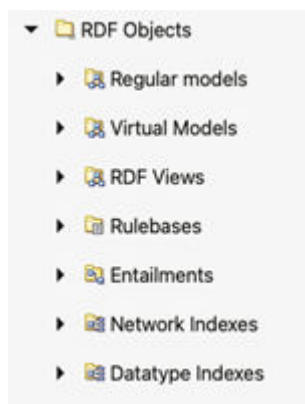 RDF Objects
Regular models
Virtual Models
RDF Views
Rulebases
Entailments
Network Indexes
Datatype Indexes